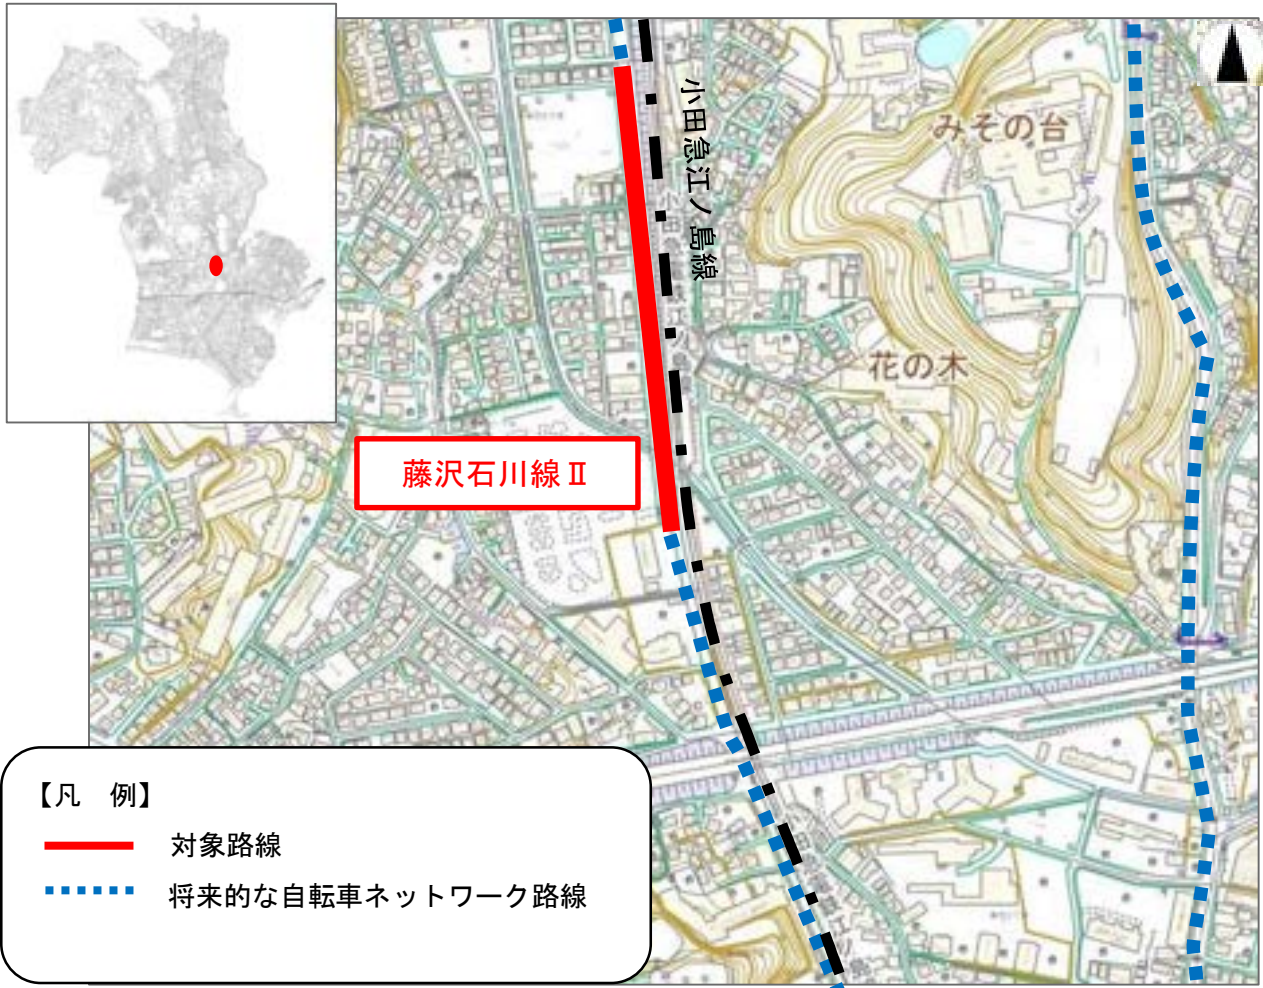 小田急江ノ島線
みその台
花の木
藤沢石川線Ⅱ
【凡　例】
対象路線
将来的な自転車ネットワーク路線